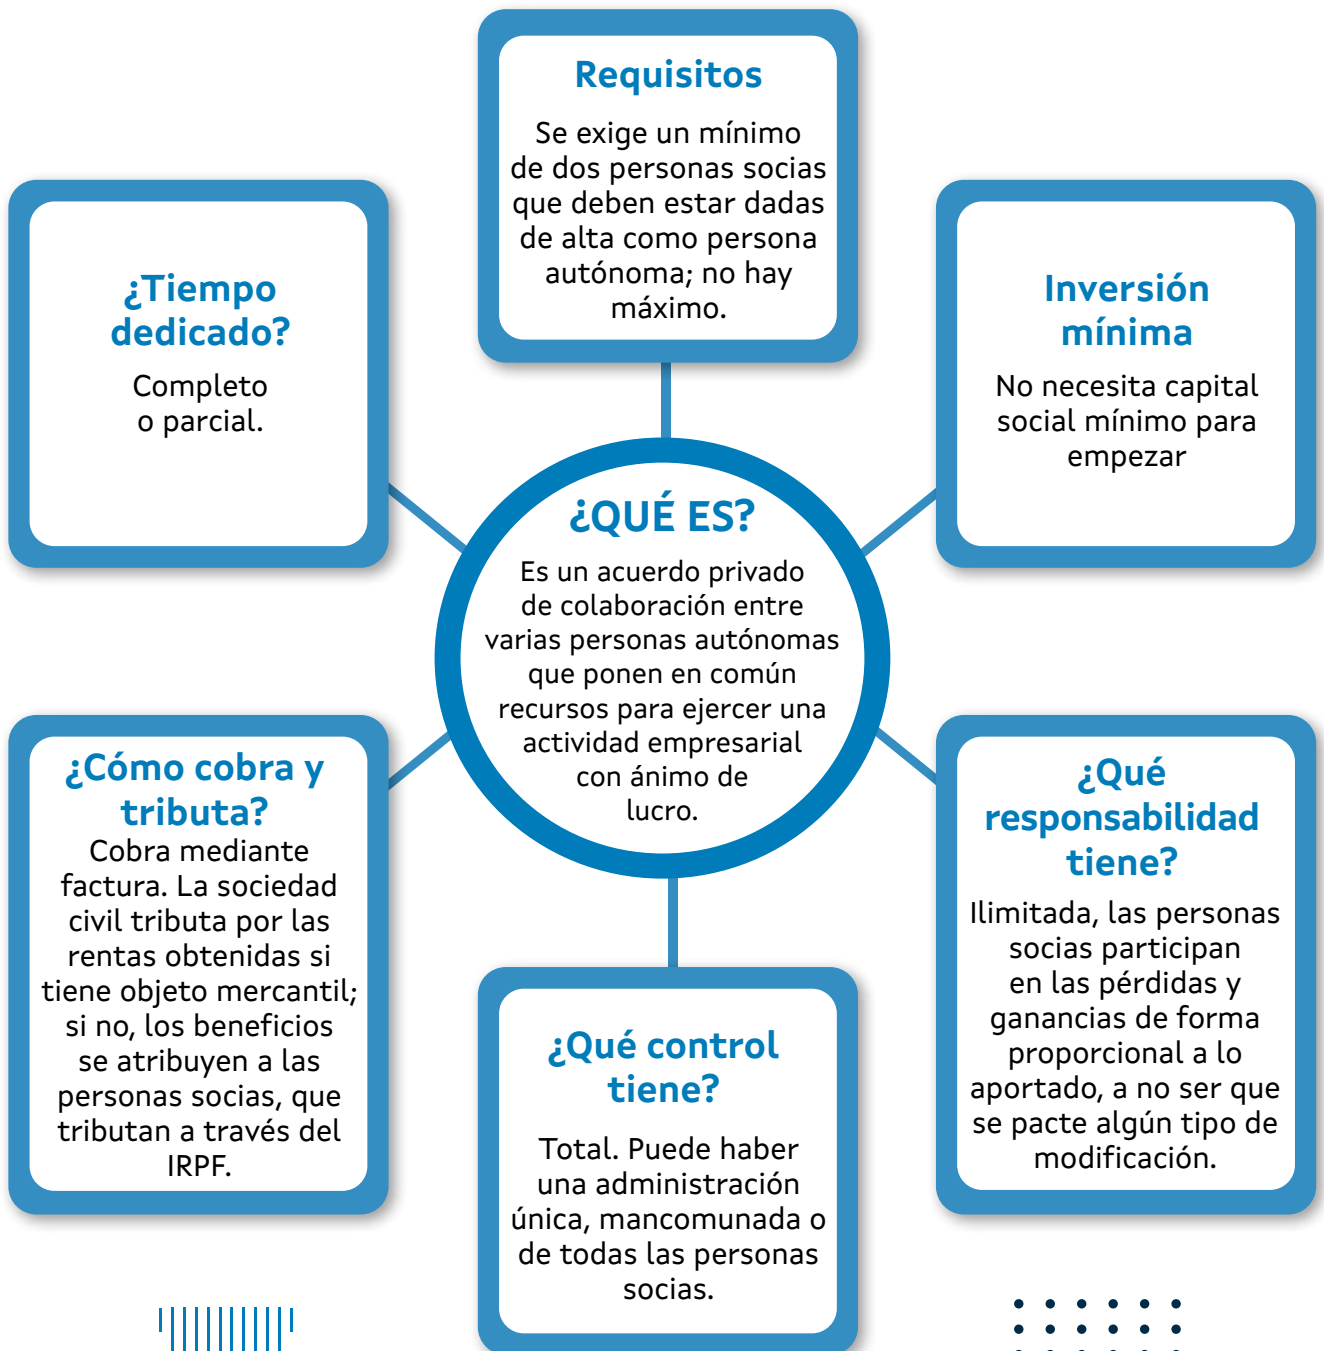 Requisitos
Se exige un mínimo
de dos personas socias
que deben estar dadas
de alta como persona
autónoma; no hay
máximo.
¿Tiempo
dedicado?
Completo
o parcial.
Inversión
mínima
No necesita capital
social mínimo para
empezar
¿QUÉ ES?
Es un acuerdo privado
de colaboración entre
varias personas autónomas
que ponen en común
recursos para ejercer una
actividad empresarial
con ánimo de
lucro.
¿Cómo cobra y
tributa?
Cobra mediante
factura. La sociedad
civil tributa por las
rentas obtenidas si
tiene objeto mercantil;
si no, los beneficios
se atribuyen a las
personas socias, que
tributan a través del
IRPF.
¿Qué
responsabilidad
tiene?
Ilimitada, las personas
socias participan
en las pérdidas y
ganancias de forma
proporcional a lo
aportado, a no ser que
se pacte algún tipo de
modificación.
¿Qué control
tiene?
Total. Puede haber
una administración
única, mancomunada o
de todas las personas
socias.